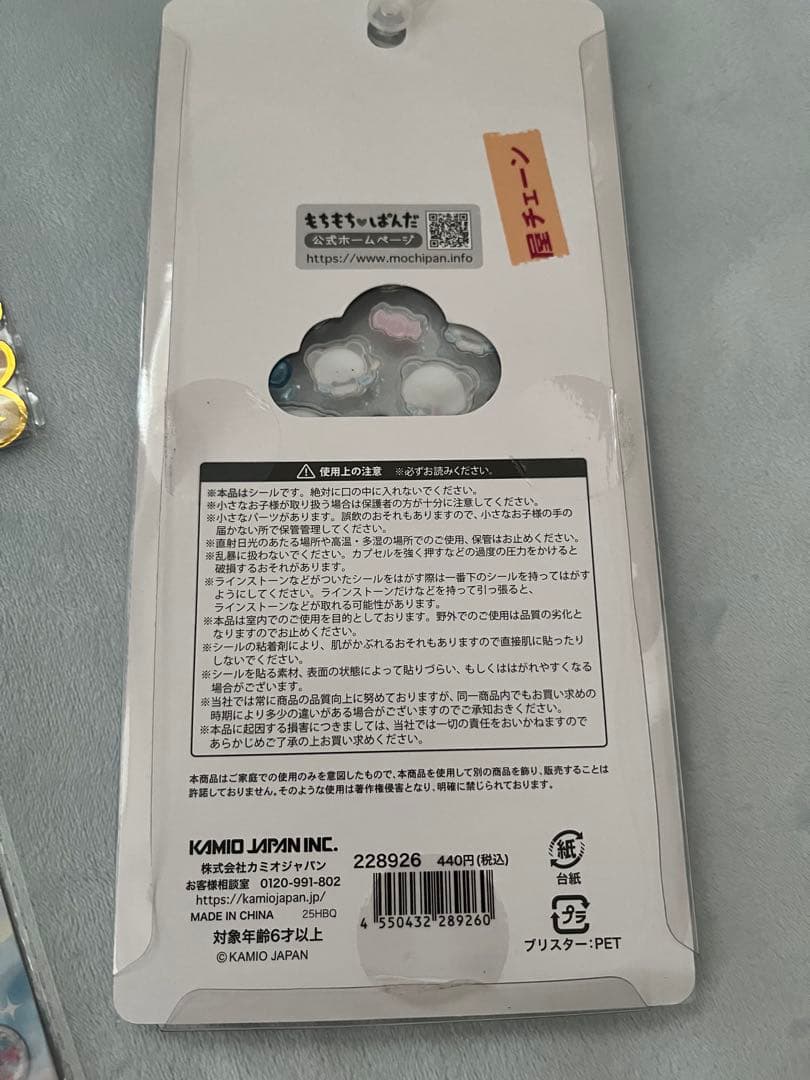 屋チェーン
もちもち♥ぱんだ
公式ホームページ
https://www.mochipan.info
⚠ 使用上の注意 ※必ずお読みください。
※本品はシールです。絶対に口の中に入れないでください。
※小さなお子様が取り扱う場合は保護者の方が十分に注意してください。
※小さなパーツがあります。誤飲のおそれもありますので、小さなお子様の手の
届かない所で保管管理してください。
※直射日光のあたる場所や高温・多湿の場所でのご使用、保管はお止めください。
※乱暴に扱わないでください。カプセルを強く押すなどの過度の圧力をかけると
破損するおそれがあります。
※ラインストーンなどがついたシールをはがす際は一番下のシールを持ってはがす
ようにしてください。ラインストーンだけなどを持って引っ張ると、
ラインストーンなどが取れる可能性があります。
※本品は室内でのご使用を目的としております。野外でのご使用は品質の劣化と
なりますのでお止めください。
※シールの粘着剤により、肌がかぶれるおそれもありますので直接肌に貼ったり
しないでください。
※シールを貼る素材、表面の状態によって貼りづらい、もしくははがれやすくなる
場合がございます。
※当社では常に商品の品質向上に努めておりますが、同一商品内でもお買い求めの
時期により多少の違いがある場合がございますのでご承知おきください。
※本品に起因する損害につきましては、当社では一切の責任をおいかねますので
あらかじめご了承の上お買い求めください。
本商品はご家庭での使用のみを意図したもので、本商品を使用して別の商品を飾り、販売することは
許諾しておりません。そのような使用は著作権侵害となり、明確に禁じられております。
KAMIO JAPAN INC.
株式会社カミオジャパン
お客様相談室 0120-991-802
https://kamiojapan.jp/
MADE IN CHINA 25HBQ
対象年齢6才以上
©KAMIO JAPAN
228926 440円(税込)
4 550432 289260
紙
台紙
プラ
ブリスター:PET